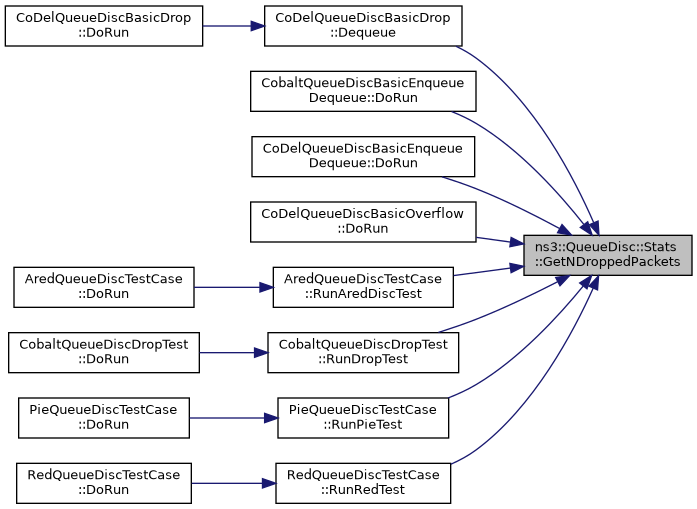 CoDelQueueDiscBasicDrop
::DoRun
CoDelQueueDiscBasicDrop
::Dequeue
CobaltQueueDiscBasicEnqueue
Dequeue::DoRun
CoDelQueueDiscBasicEnqueue
Dequeue::DoRun
CoDelQueueDiscBasicOverflow
::DoRun
ns3::QueueDisc::Stats
::GetNDroppedPackets
AredQueueDiscTestCase
::DoRun
AredQueueDiscTestCase
::RunAredDiscTest
CobaltQueueDiscDropTest
::DoRun
CobaltQueueDiscDropTest
::RunDropTest
PieQueueDiscTestCase
::DoRun
PieQueueDiscTestCase
::RunPieTest
RedQueueDiscTestCase
::DoRun
RedQueueDiscTestCase
::RunRedTest